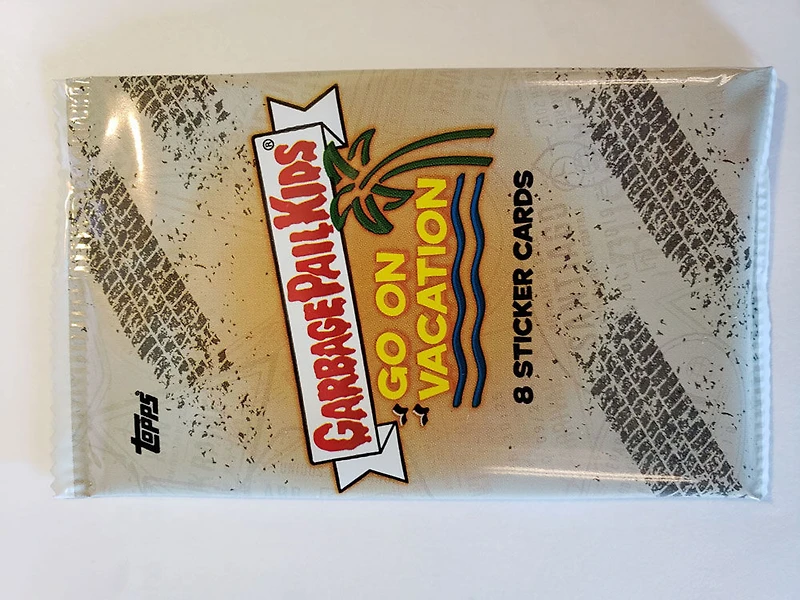 topps
GARBAGE PAIL KIDS®
GO ON
VACATION
8 STICKER CARDS